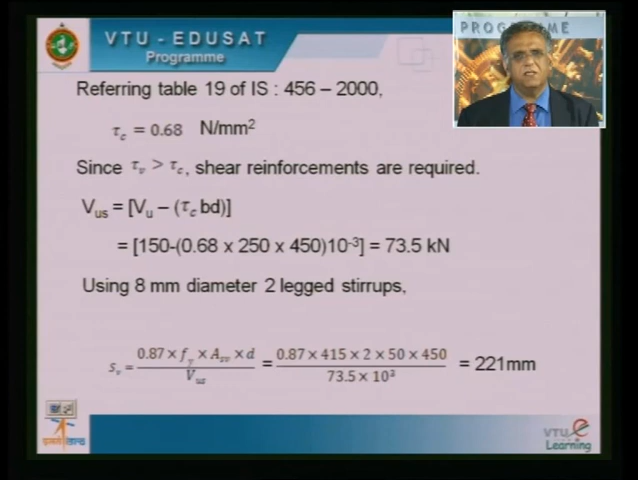 VTU - EDUSAT
Programme
PROGRAMME
Referring table 19 of IS : 456 – 2000,
τc = 0.68 N/mm²
Since τv > τc, shear reinforcements are required.
Vus = [Vu – (τc bd)]
= [150-(0.68 x 250 x 450)10⁻³] = 73.5 kN
Using 8 mm diameter 2 legged stirrups,
Sv = 0.87 × fy × Asv × d / Vus = 0.87 × 415 × 2 × 50 × 450 / 73.5 × 10³ = 221mm
VTU e
Learning